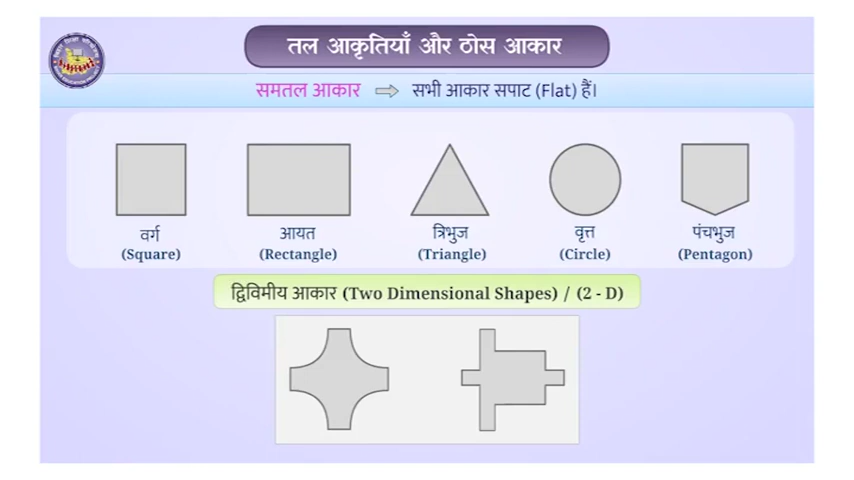 तल आकृतियाँ और ठोस आकार
समतल आकार ⇨ सभी आकार सपाट (Flat) हैं।
वर्ग
(Square)
आयत
(Rectangle)
त्रिभुज
(Triangle)
वृत्त
(Circle)
पंचभुज
(Pentagon)
द्विविमीय आकार (Two Dimensional Shapes) / (2 - D)